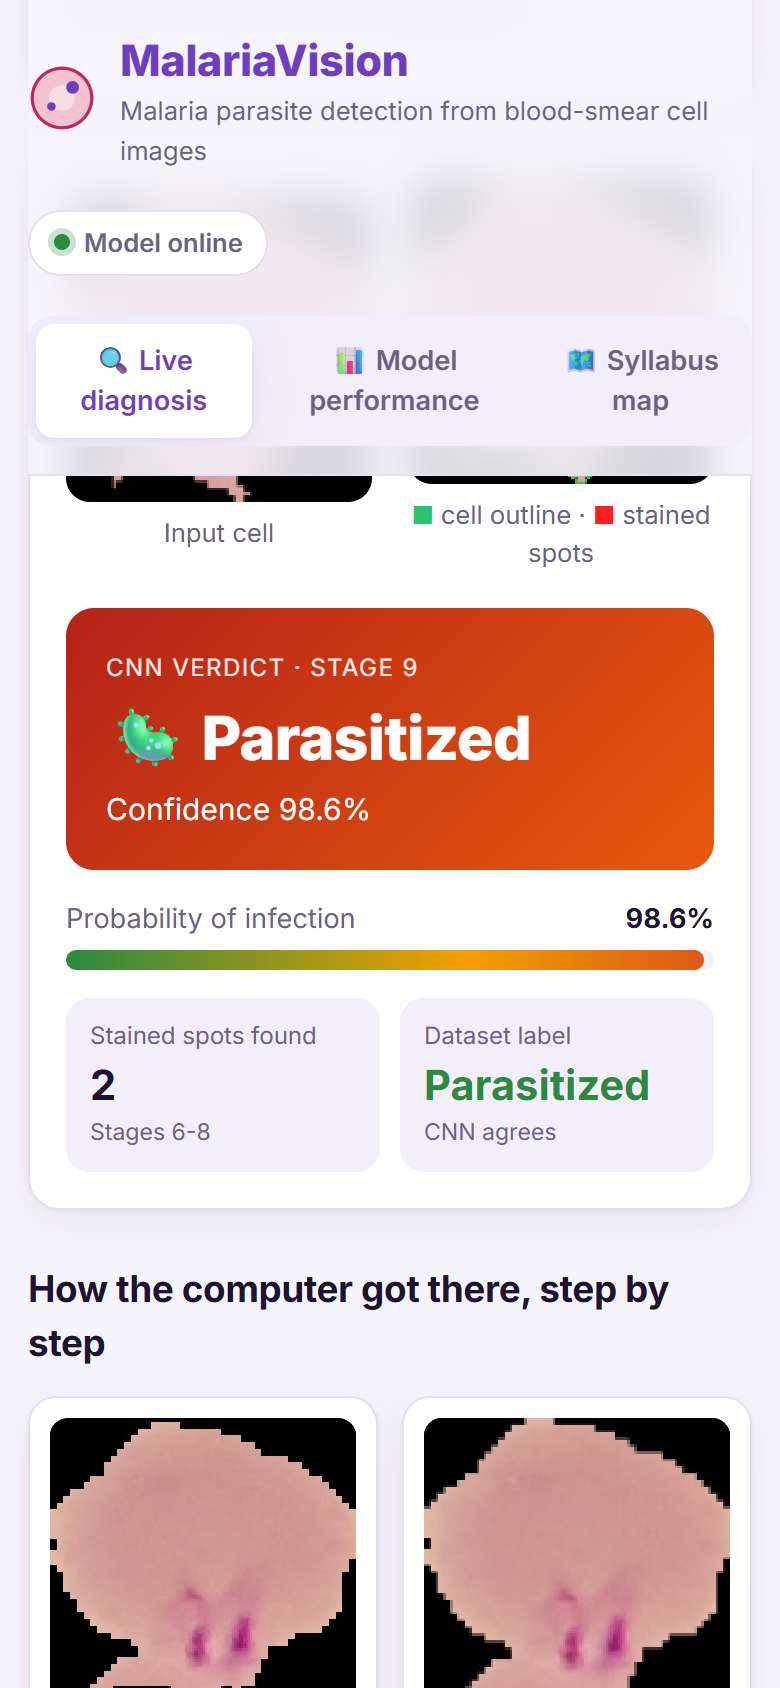 MalariaVision
Malaria parasite detection from blood-smear cell
images
Model online
Live
diagnosis
Model
performance
Syllabus
map
Input cell
cell outline · stained
spots
CNN VERDICT · STAGE 9
Parasitized
Confidence 98.6%
Probability of infection 98.6%
Stained spots found
2
Stages 6-8
Dataset label
Parasitized
CNN agrees
How the computer got there, step by
step